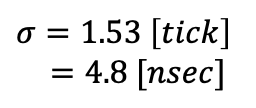 σ = 1.53 [tick]
= 4.8 [nsec]